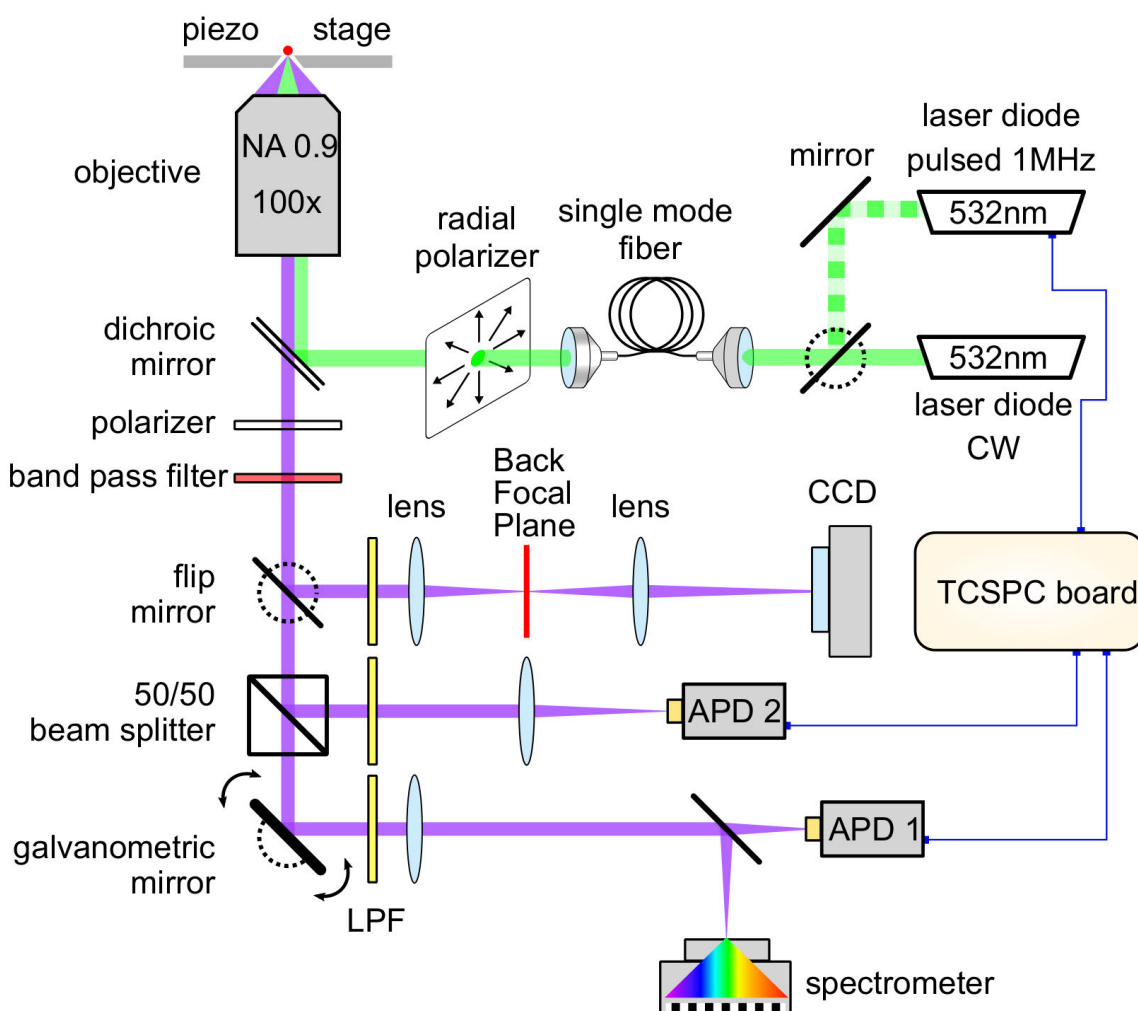 piezo stage
NA 0.9
100x
objective
laser diode
pulsed 1MHz
532nm
mirror
single mode
fiber
radial
polarizer
dichroic
mirror
532nm
laser diode
CW
polarizer
band pass filter
lens
Back
Focal
Plane
lens
CCD
flip
mirror
TCSPC board
50/50
beam splitter
APD 2
galvanometric
mirror
APD 1
LPF
spectrometer